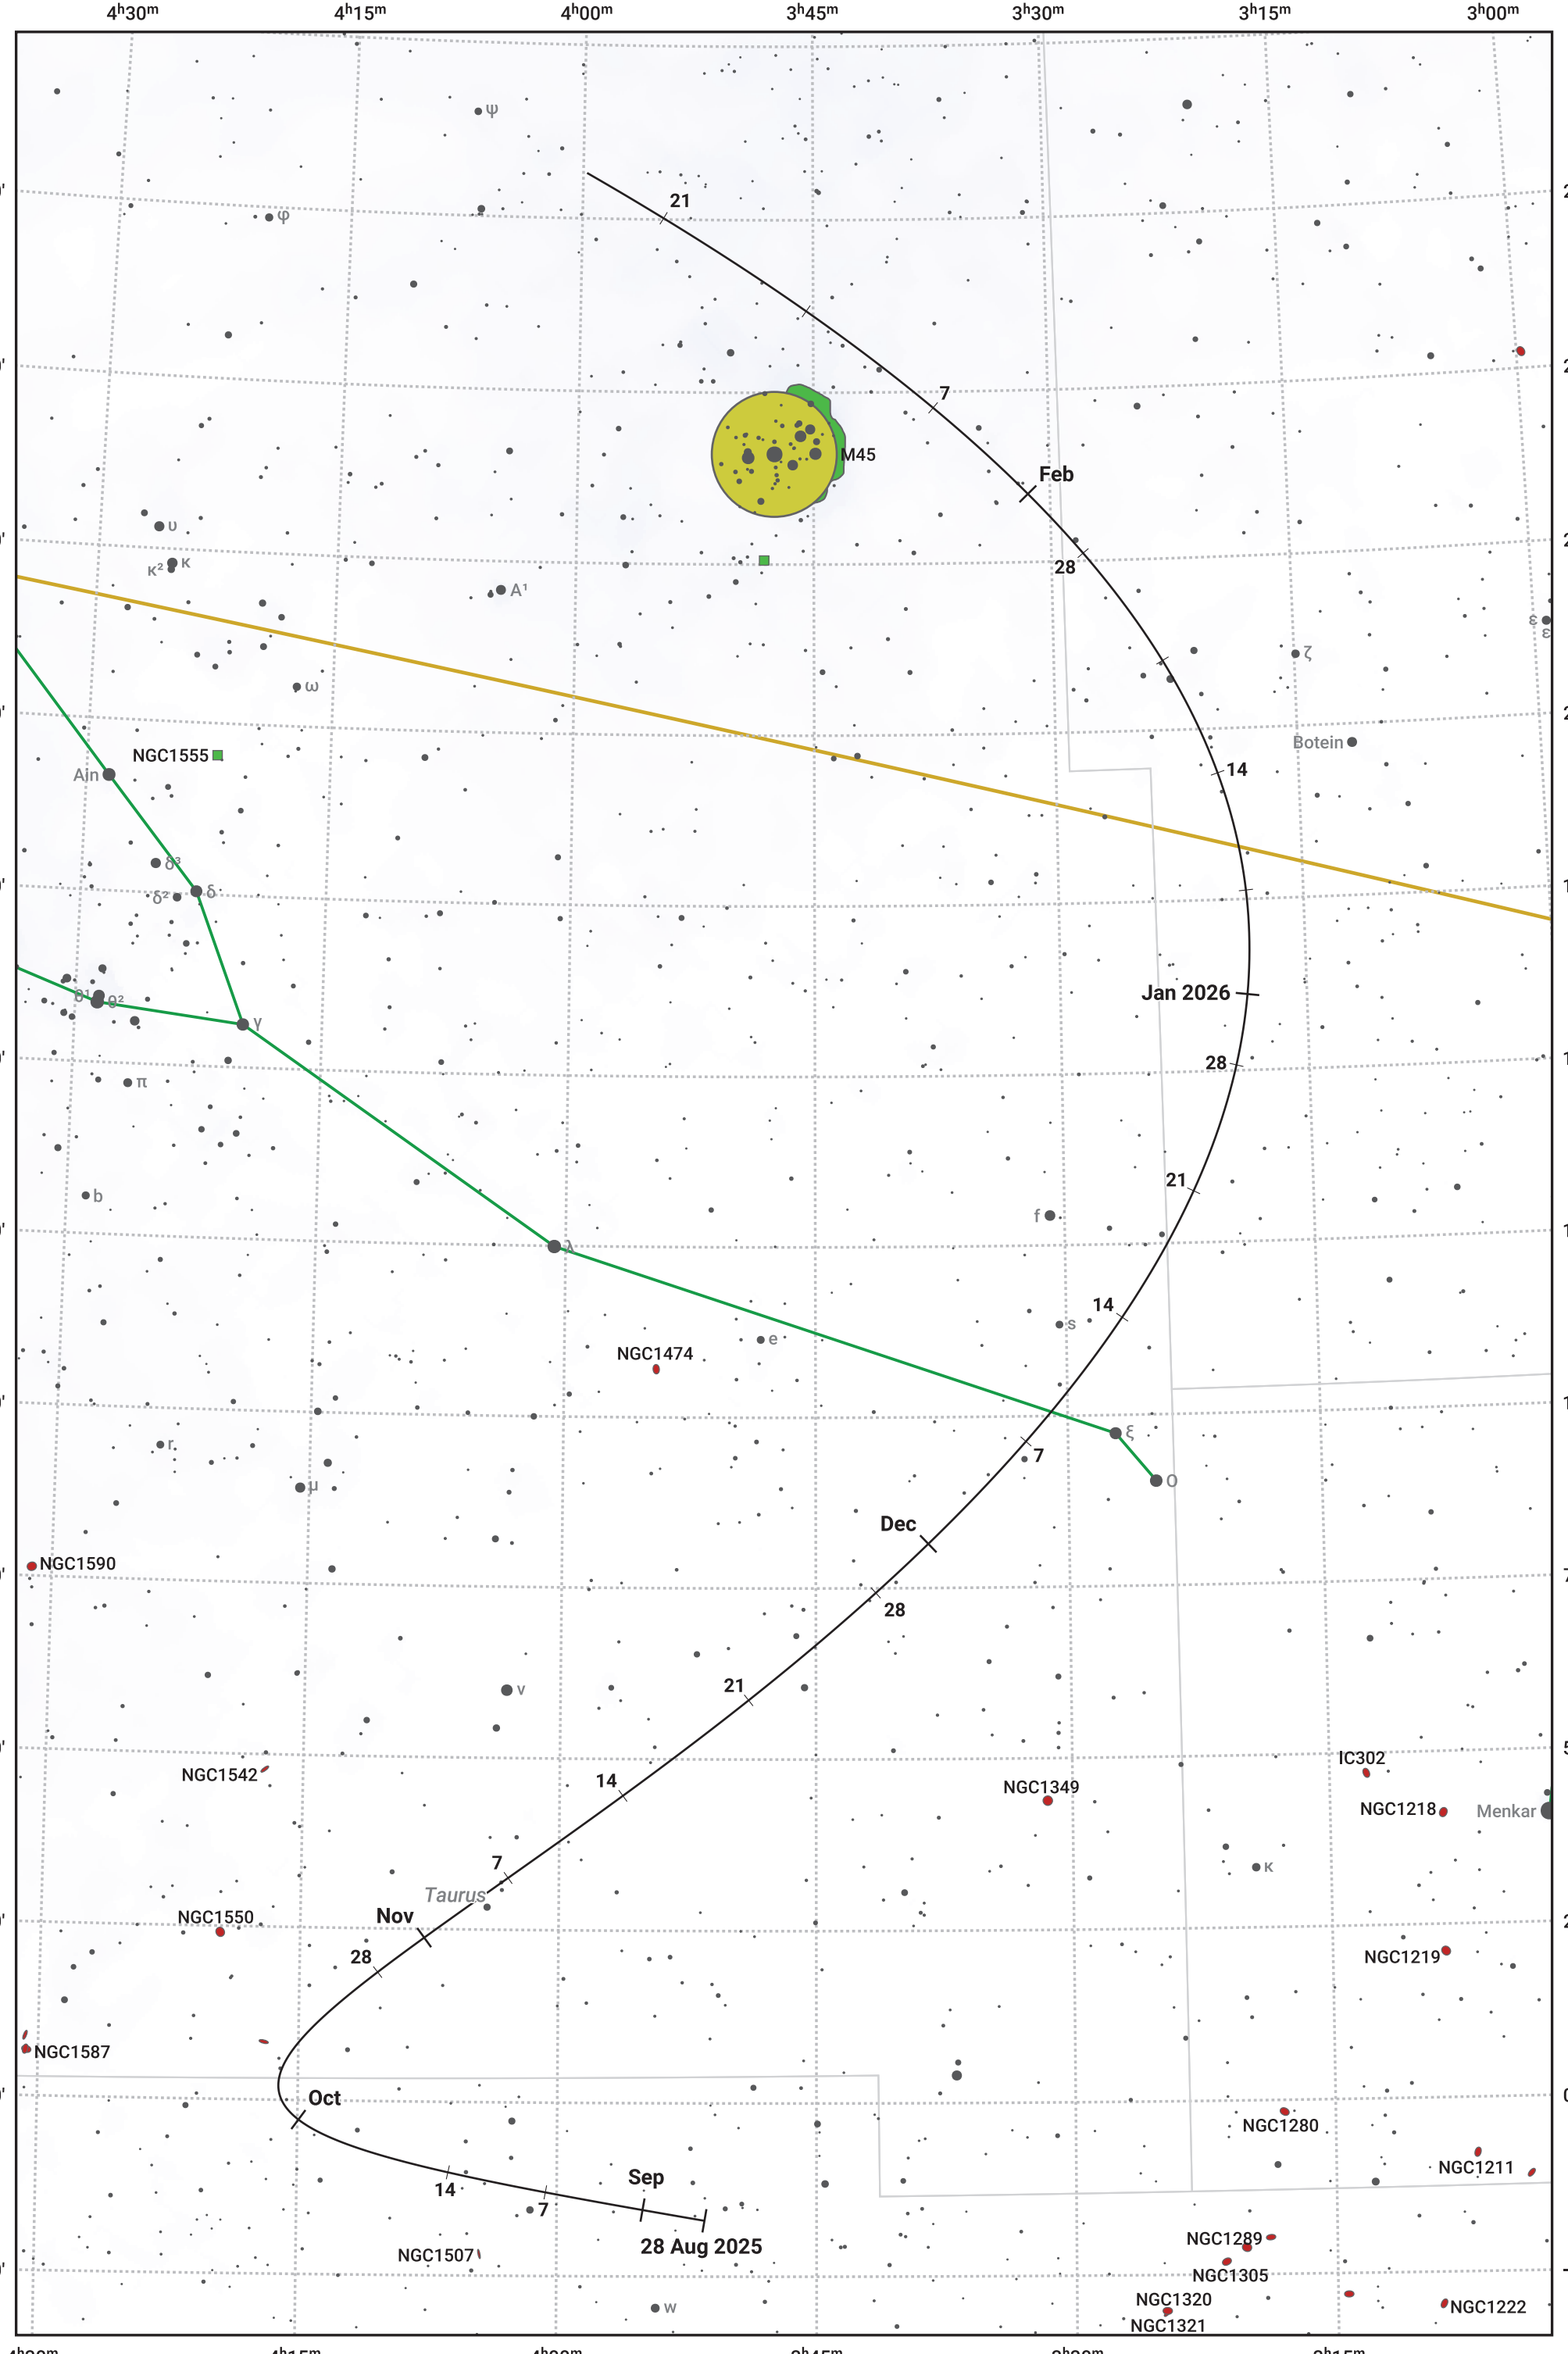 4ʰ30ᵐ 4ʰ15ᵐ 4ʰ00ᵐ 3ʰ45ᵐ 3ʰ30ᵐ 3ʰ15ᵐ 3ʰ00ᵐ
ψ
21
φ
7
M45
Feb
υ
28
κ
κ²
A¹
ε
ζ
ω
Botein
NGC1555
14
Ain
δ³
δ
δ²
Jan 2026
θ¹
θ²
γ
28
π
21
b
f
λ
14
s
e
NGC1474
ξ
r
7
μ
ο
Dec
NGC1590
28
21
ν
IC302
NGC1542
14
NGC1349
NGC1218
Menkar
7
κ
Taurus
Nov
NGC1550
28
NGC1219
NGC1587
Oct
NGC1280
NGC1211
Sep
14
7
NGC1289
28 Aug 2025
NGC1507
NGC1305
NGC1320
w
NGC1222
NGC1321